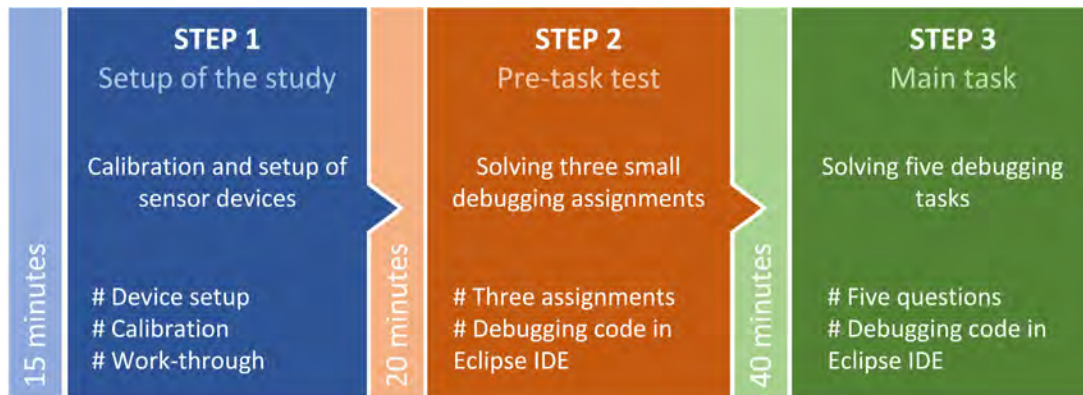 15 minutes
STEP 1
Setup of the study
Calibration and setup of
sensor devices
# Device setup
# Calibration
# Work-through
20 minutes
STEP 2
Pre-task test
Solving three small
debugging assignments
# Three assignments
# Debugging code in
Eclipse IDE
40 minutes
STEP 3
Main task
Solving five debugging
tasks
# Five questions
# Debugging code in
Eclipse IDE